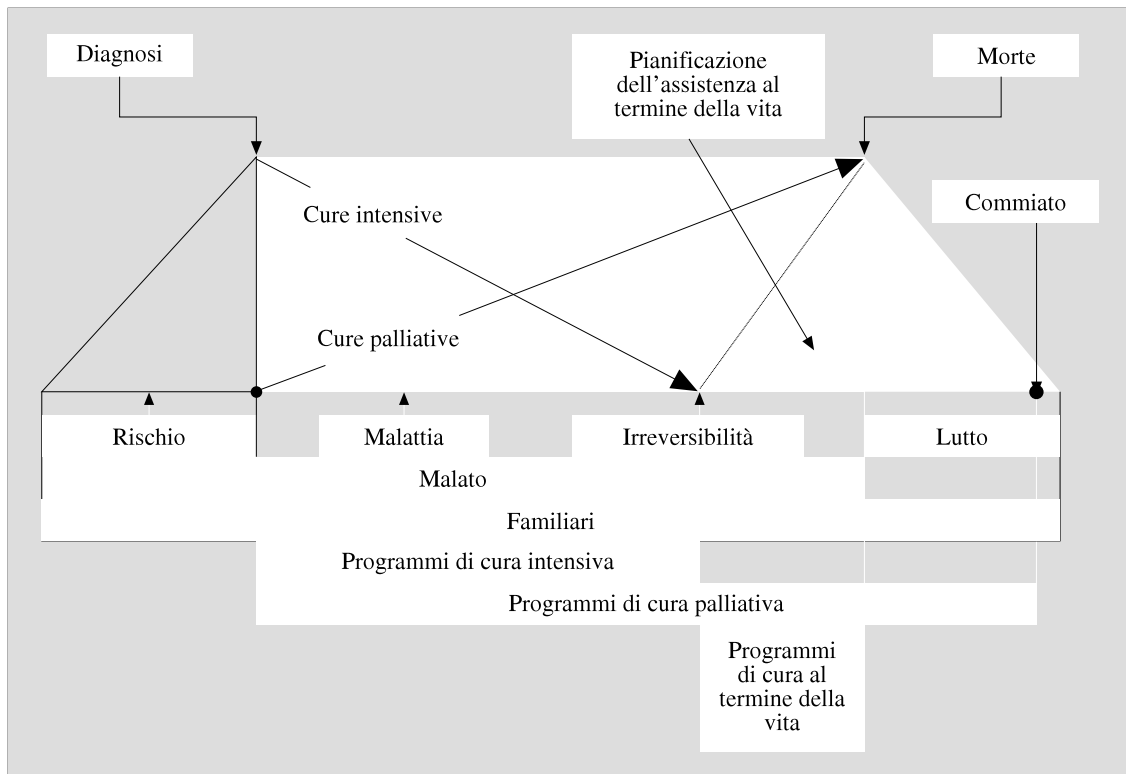 Diagnosi
Pianificazione
dell’assistenza al
termine della vita
Morte
Commiato
Cure intensive
Cure palliative
Rischio
Malattia
Irreversibilità
Lutto
Malato
Familiari
Programmi di cura intensiva
Programmi di cura palliativa
Programmi
di cura al
termine della
vita